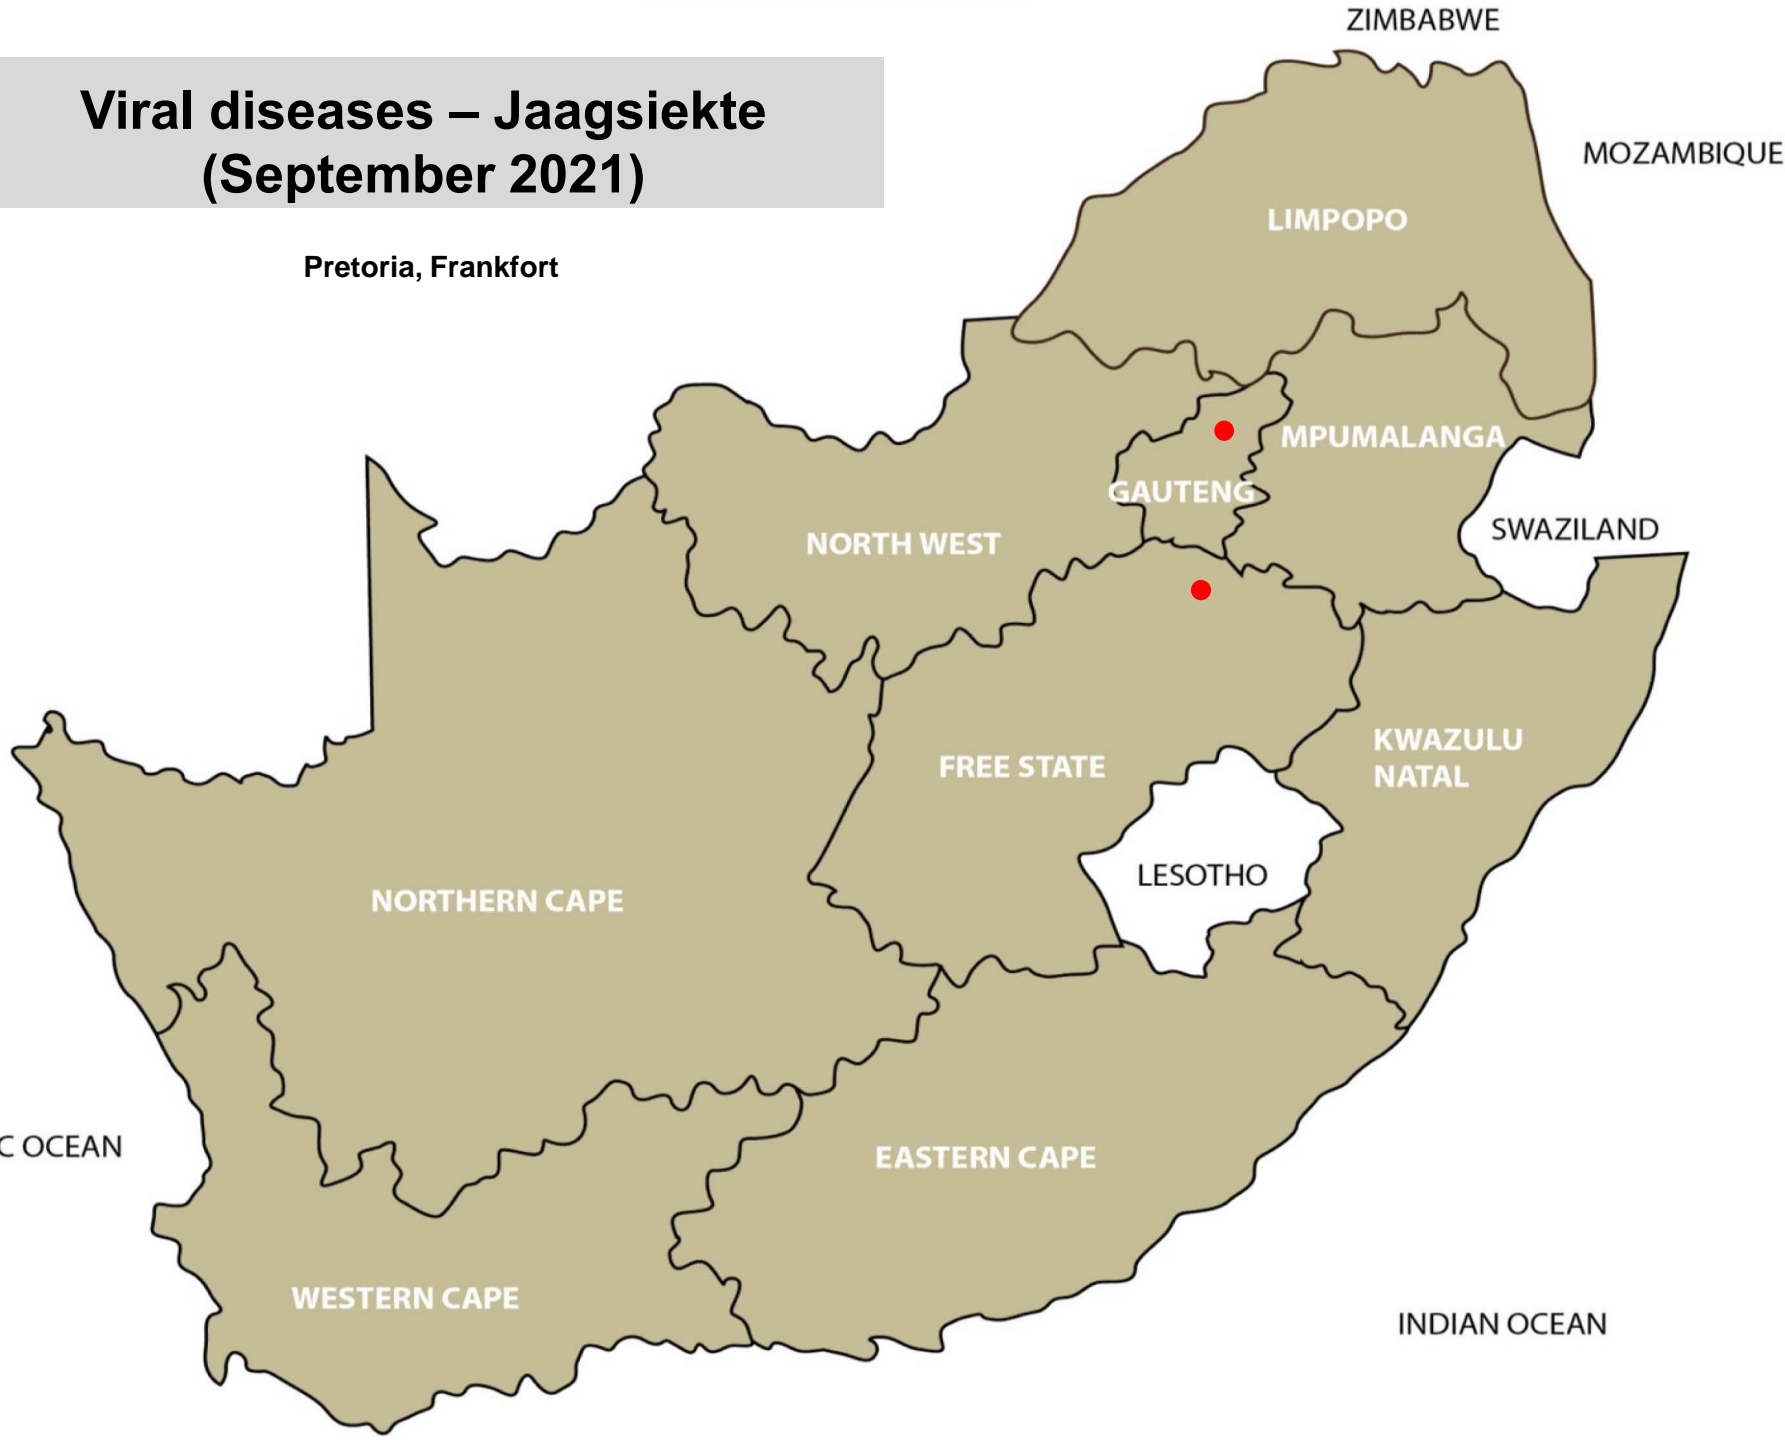 ZIMBABWE
Viral diseases – Jaagsiekte
(September 2021)
MOZAMBIQUE
LIMPOPO
Pretoria, Frankfort
MPUMALANGA
GAUTENG
SWAZILAND
NORTH WEST
KWAZULU
NATAL
FREE STATE
LESOTHO
NORTHERN CAPE
C OCEAN
EASTERN CAPE
WESTERN CAPE
INDIAN OCEAN